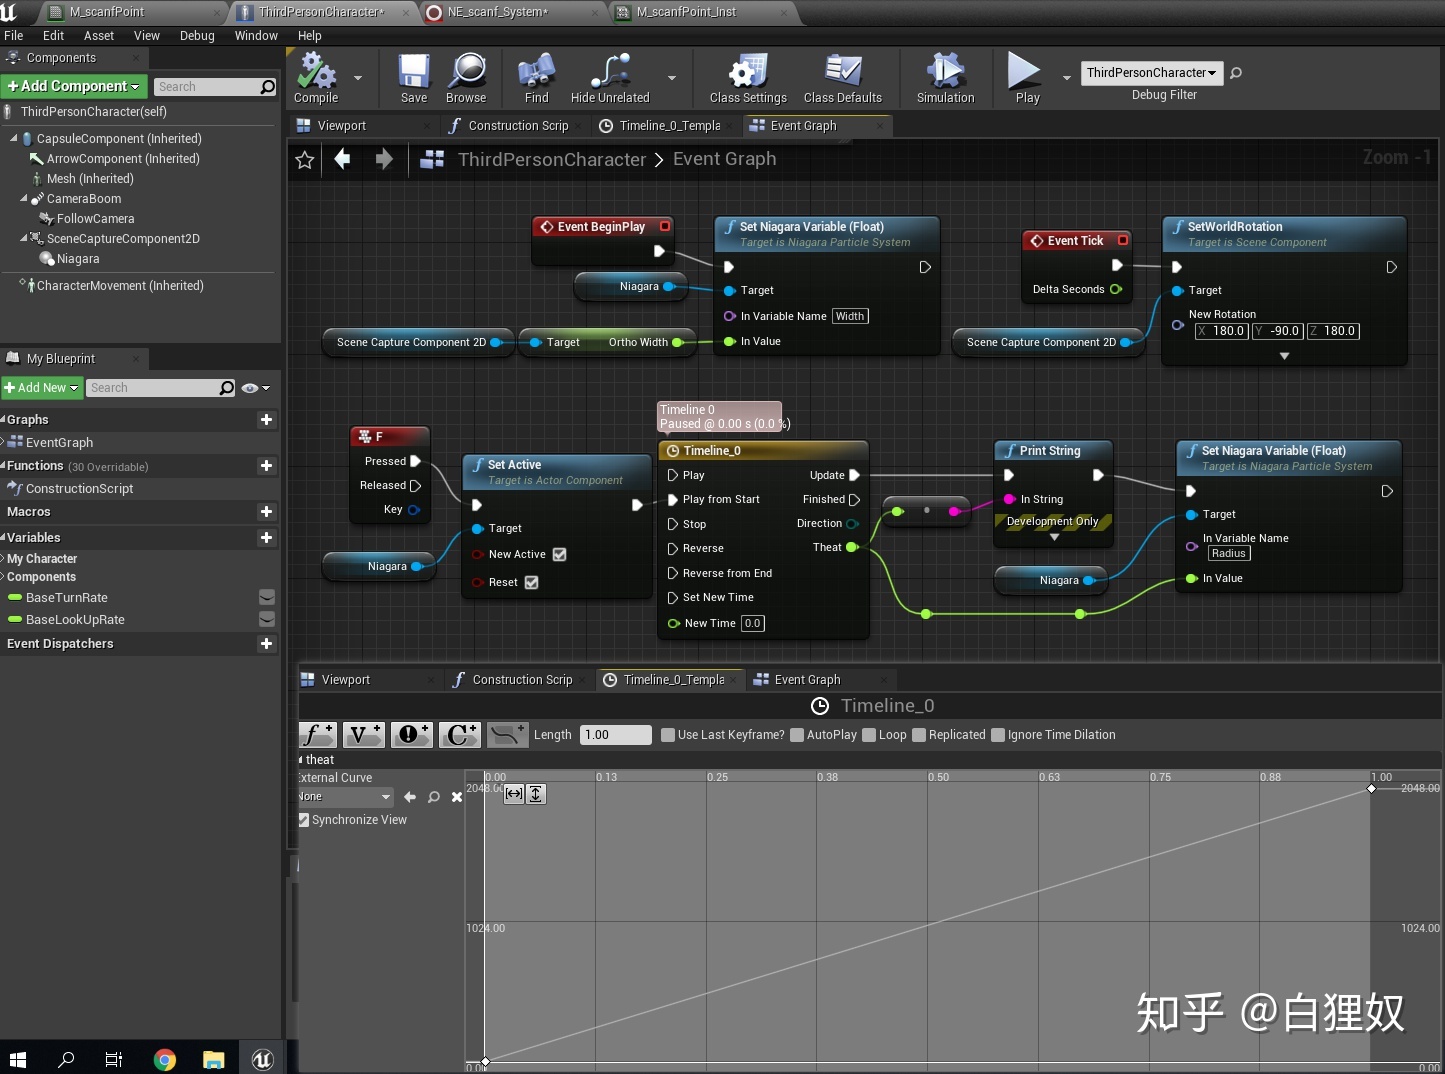 M_scanfPoint
ThirdPersonCharacter*
NE_scanf_System*
M_scanfPoint_Inst
File Edit Asset View Debug Window Help
Components
+Add Component
Search
ThirdPersonCharacter(self)
CapsuleComponent (Inherited)
ArrowComponent (Inherited)
Mesh (Inherited)
CameraBoom
FollowCamera
SceneCaptureComponent2D
Niagara
CharacterMovement (Inherited)
My Blueprint
+Add New
Search
Graphs
EventGraph
Functions (30 Overridable)
ConstructionScript
Macros
Variables
My Character
Components
BaseTurnRate
BaseLookUpRate
Event Dispatchers
Compile
Save
Browse
Find
Hide Unrelated
Class Settings
Class Defaults
Simulation
Play
ThirdPersonCharacter
Debug Filter
Viewport
Construction Scrip
Timeline_0_Templa
Event Graph
ThirdPersonCharacter > Event Graph
Zoom -1
Event BeginPlay
Niagara
Scene Capture Component 2D
Target
Ortho Width
Set Niagara Variable (Float)
Target is Niagara Particle System
Target
In Variable Name Width
In Value
Event Tick
Delta Seconds
Scene Capture Component 2D
SetWorldRotation
Target is Scene Component
Target
New Rotation
X 180.0 Y -90.0 Z 180.0
F
Pressed
Released
Key
Niagara
Set Active
Target is Actor Component
Target
New Active
Reset
Timeline 0
Paused @ 0.00 s (0.0 %)
Timeline_0
Play
Play from Start
Stop
Reverse
Reverse from End
Set New Time
New Time 0.0
Update
Finished
Direction
Theat
Print String
In String
Development Only
Niagara
Set Niagara Variable (Float)
Target is Niagara Particle System
Target
In Variable Name
Radius
In Value
Viewport
Construction Scrip
Timeline_0_Templa
Event Graph
Timeline_0
f+ V+ !+ C+
Length 1.00
Use Last Keyframe?
AutoPlay
Loop
Replicated
Ignore Time Dilation
theat
External Curve
None
Synchronize View
0.00 0.13 0.25 0.38 0.50 0.63 0.75 0.88 1.00
2048.00
2048.00
1024.00
1024.00
0.00
0.00
知乎 @白狸奴